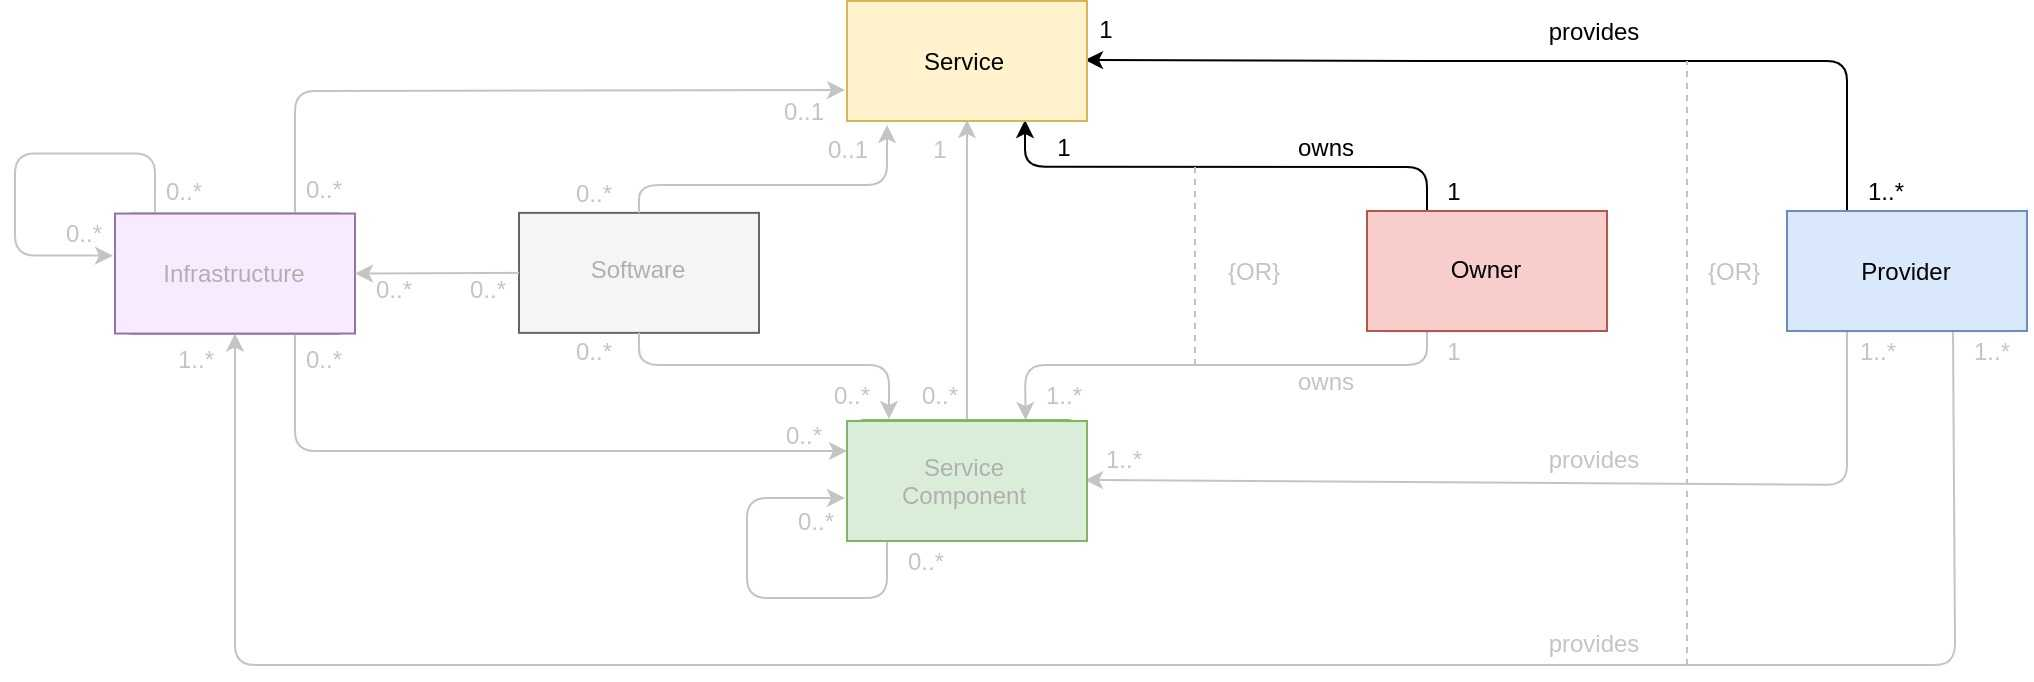 1
provides
Service
0..1
0..1
1
1
owns
0..*
0..*
0..*
1
1..*
0..*
Infrastructure
Software
{OR}
Owner
{OR}
Provider
0..*
0..*
1..*
0..*
0..*
1
1..*
1..*
owns
0..*
0..*
1..*
0..*
Service
Component
1..*
provides
0..*
0..*
provides